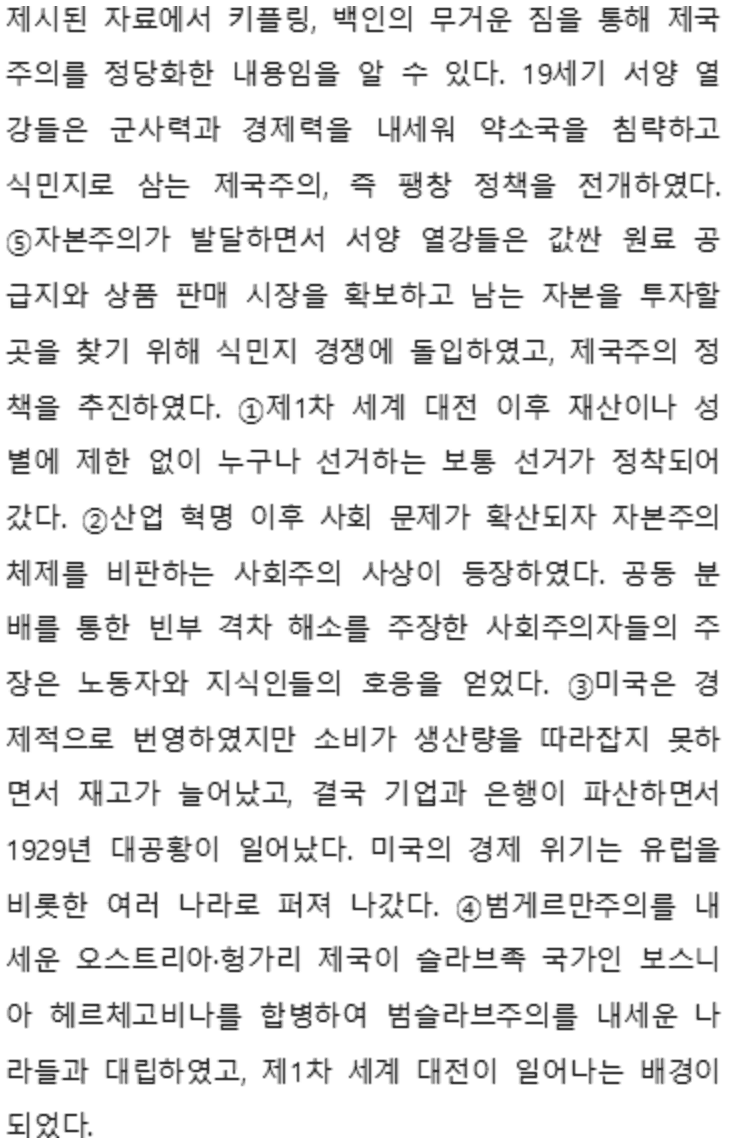 제시된 자료에서 키플링, 백인의 무거운 짐을 통해 제국
주의를 정당화한 내용임을 알 수 있다. 19세기 서양 열
강들은 군사력과 경제력을 내세워 약소국을 침략하고
식민지로 삼는 제국주의, 즉 팽창 정책을 전개하였다.
⑤자본주의가 발달하면서 서양 열강들은 값싼 원료 공
급지와 상품 판매 시장을 확보하고 남는 자본을 투자할
곳을 찾기 위해 식민지 경쟁에 돌입하였고, 제국주의 정
책을 추진하였다. ①제1차 세계 대전 이후 재산이나 성
별에 제한 없이 누구나 선거하는 보통 선거가 정착되어
갔다. ②산업 혁명 이후 사회 문제가 확산되자 자본주의
체제를 비판하는 사회주의 사상이 등장하였다. 공동 분
배를 통한 빈부 격차 해소를 주장한 사회주의자들의 주
장은 노동자와 지식인들의 호응을 얻었다. ③미국은 경
제적으로 번영하였지만 소비가 생산량을 따라잡지 못하
면서 재고가 늘어났고, 결국 기업과 은행이 파산하면서
1929년 대공황이 일어났다. 미국의 경제 위기는 유럽을
비롯한 여러 나라로 퍼져 나갔다. ④범게르만주의를 내
세운 오스트리아·헝가리 제국이 슬라브족 국가인 보스니
아 헤르체고비나를 합병하여 범슬라브주의를 내세운 나
라들과 대립하였고, 제1차 세계 대전이 일어나는 배경이
되었다.